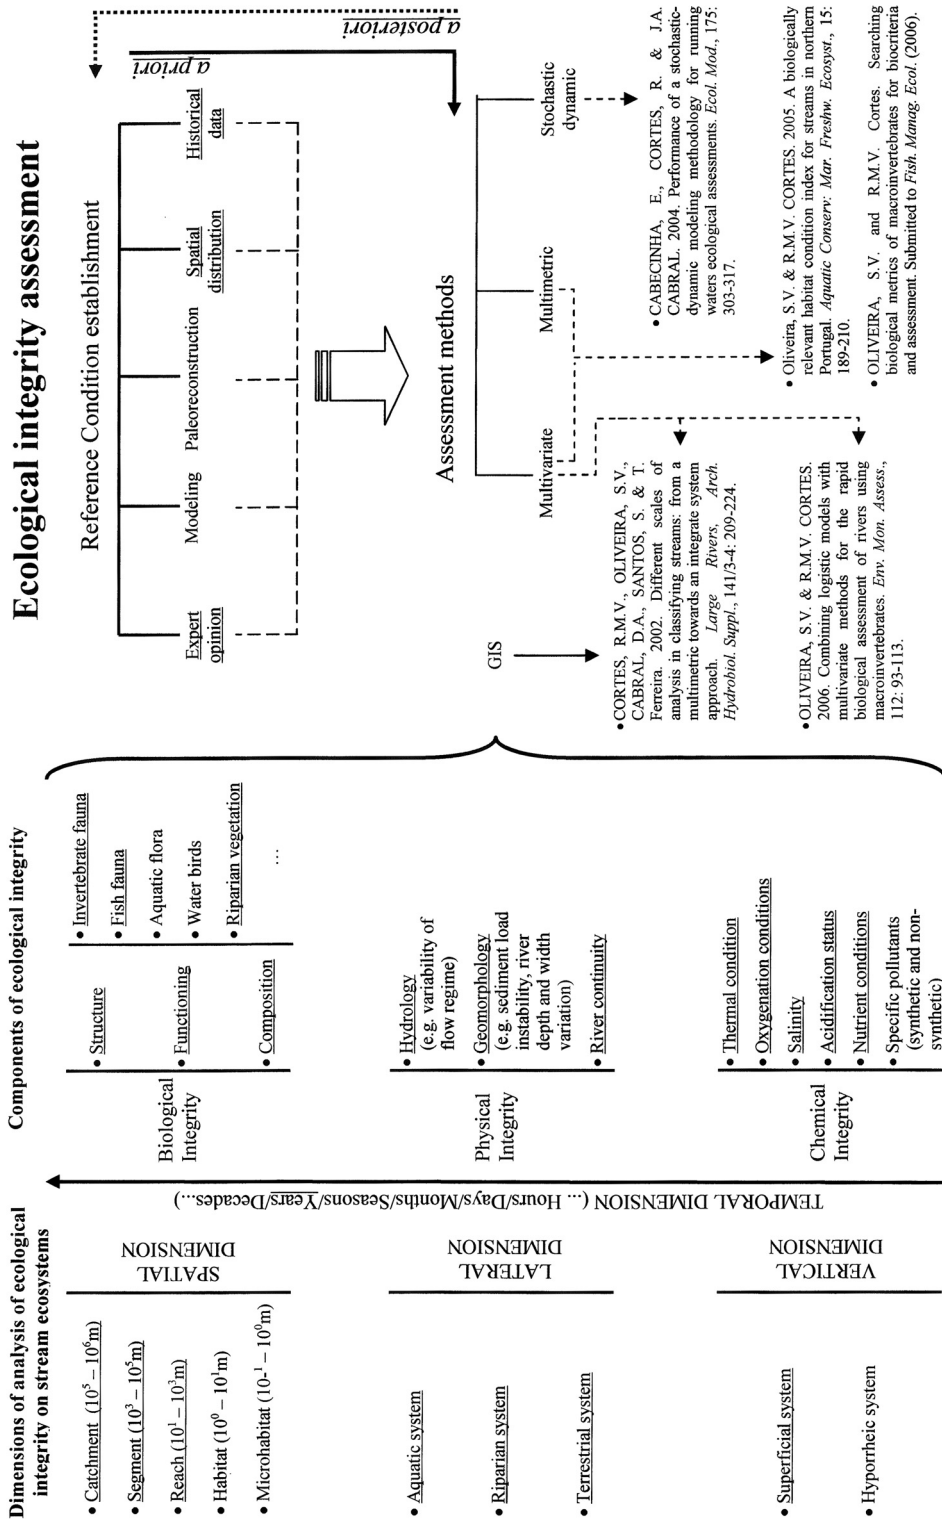 Dimensions of analysis of ecological
integrity on stream ecosystems
• Catchment (10⁵ – 10⁶m)
• Segment (10³ – 10⁵m)
• Reach (10¹ – 10³m)
• Habitat (10⁰ – 10¹m)
• Microhabitat (10-¹ – 10⁰m)
SPATIAL
DIMENSION
• Aquatic system
• Riparian system
• Terrestrial system
LATERAL
DIMENSION
• Superficial system
• Hyporrheic system
VERTICAL
DIMENSION
TEMPORAL DIMENSION (... Hours/Days/Months/Seasons/Years/Decades...)
Components of ecological integrity
Biological
Integrity
• Structure
• Functioning
• Composition
• Invertebrate fauna
• Fish fauna
• Aquatic flora
• Water birds
• Riparian vegetation
...
Physical
Integrity
• Hydrology
(e.g. variability of
flow regime)
• Geomorphology
(e.g. sediment load
instability, river
depth and width
variation)
• River continuity
Chemical
Integrity
• Thermal condition
• Oxygenation conditions
• Salinity
• Acidification status
• Nutrient conditions
• Specific pollutants
(synthetic and non-
synthetic)
Ecological integrity assessment
Reference Condition establishment
Expert
opinion
Modeling
Paleoreconstruction
Spatial
distribution
Historical
data
a priori
a posteriori
Assessment methods
GIS
Multivariate
Multimetric
Stochastic
dynamic
• CORTES, R.M.V., OLIVEIRA, S.V.,
CABRAL, D.A., SANTOS, S. & T.
Ferreira. 2002. Different scales of
analysis in classifying streams: from a
multimetric towards an integrate system
approach. Large Rivers, Arch.
Hydrobiol. Suppl., 141/3-4: 209-224.
• OLIVEIRA, S.V. & R.M.V. CORTES.
2006. Combining logistic models with
multivariate methods for the rapid
biological assessment of rivers using
macroinvertebrates. Env. Mon. Assess.,
112: 93-113.
• CABECINHA, E., CORTES, R. & J.A.
CABRAL. 2004. Performance of a stochastic-
dynamic modeling methodology for running
waters ecological assessments. Ecol. Mod., 175:
303-317.
• Oliveira, S.V. & R.M.V. CORTES. 2005. A biologically
relevant habitat condition index for streams in northern
Portugal. Aquatic Conserv: Mar. Freshw. Ecosyst., 15:
189-210.
• OLIVEIRA, S.V. and R.M.V. Cortes. Searching
biological metrics of macroinvertebrates for biocriteria
and assessment. Submitted to Fish. Manag. Ecol. (2006).